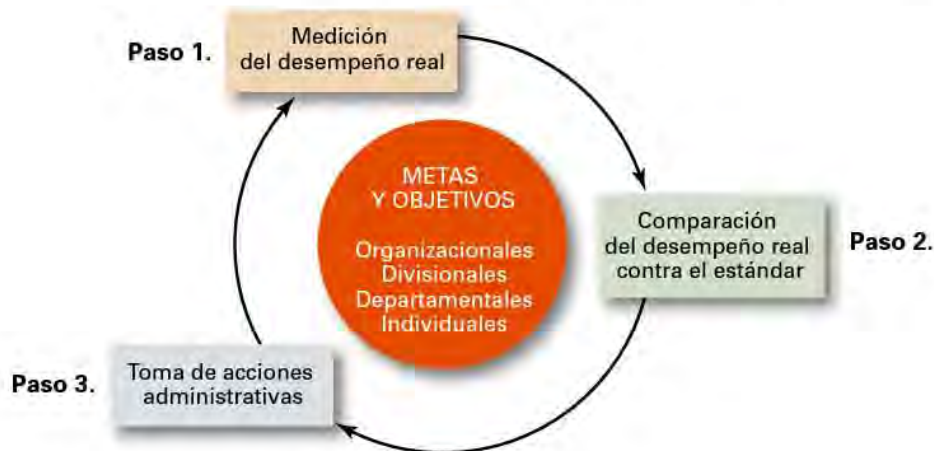 Paso 1.
Medición
del desempeño real
METAS
Y OBJETIVOS
Organizacionales
Divisionales
Departamentales
Individuales
Comparación
del desempeño real
contra el estándar
Paso 2.
Paso 3.
Toma de acciones
administrativas